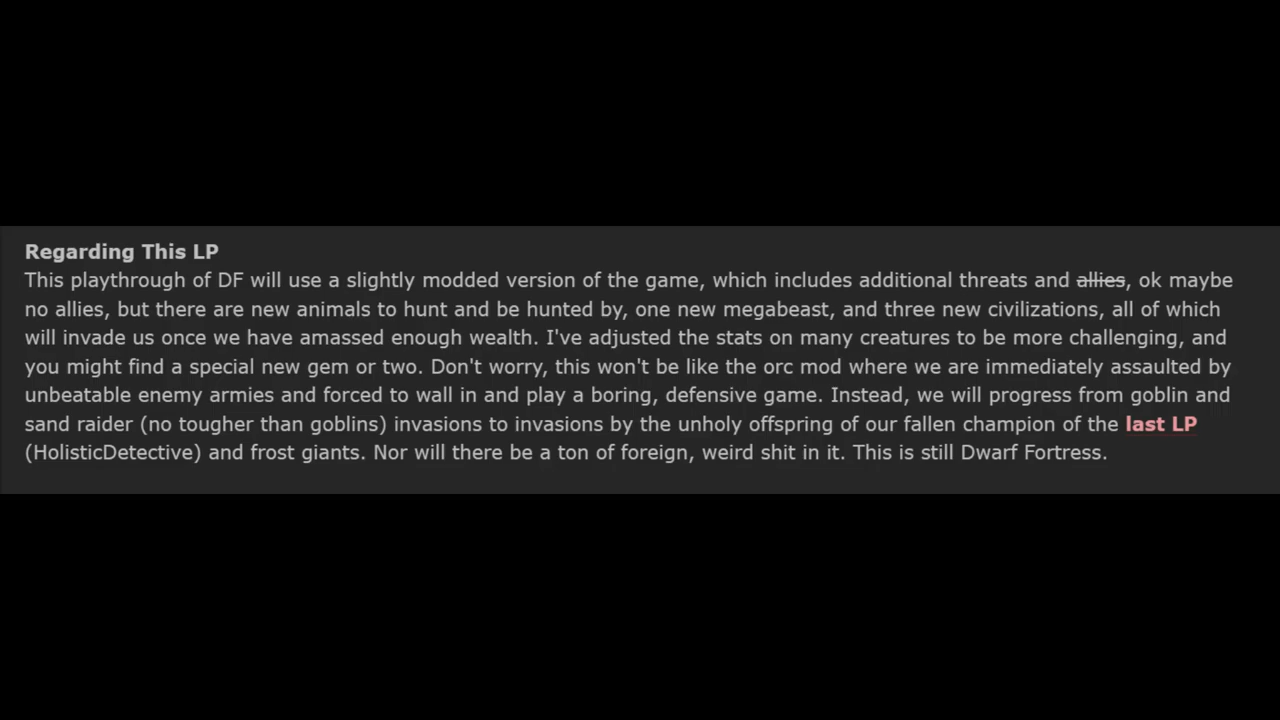 Regarding This LP
This playthrough of DF will use a slightly modded version of the game, which includes additional threats and allies, ok maybe
no allies, but there are new animals to hunt and be hunted by, one new megabeast, and three new civilizations, all of which
will invade us once we have amassed enough wealth. I've adjusted the stats on many creatures to be more challenging, and
you might find a special new gem or two. Don't worry, this won't be like the orc mod where we are immediately assaulted by
unbeatable enemy armies and forced to wall in and play a boring, defensive game. Instead, we will progress from goblin and
sand raider (no tougher than goblins) invasions to invasions by the unholy offspring of our fallen champion of the last LP
(HolisticDetective) and frost giants. Nor will there be a ton of foreign, weird shit in it. This is still Dwarf Fortress.